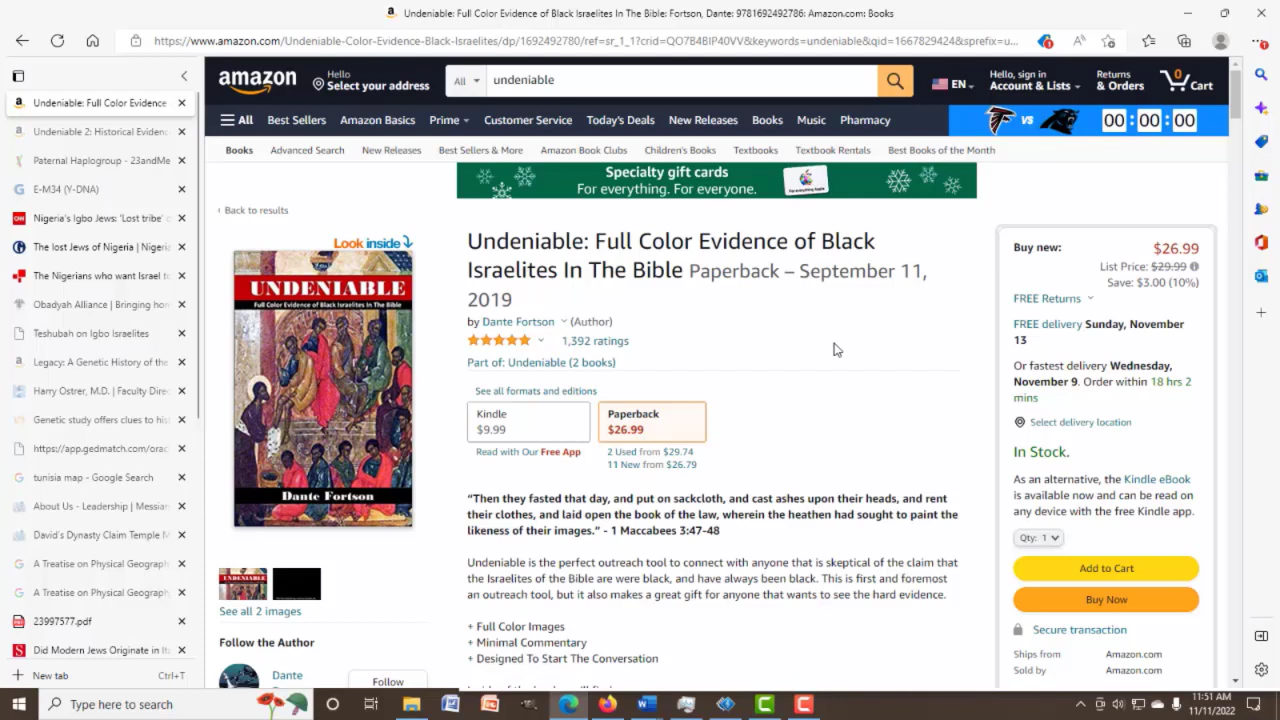 Undeniable: Full Color Evidence of Black Israelites In The Bible: Fortson, Dante: 9781692492786: Amazon.com: Books
https://www.amazon.com/Undeniable-Color-Evidence-Black-Israelites/dp/1692492780/ref=sr_1_1?crid=QO7B4BIP40VV&keywords=undeniable&qid=1667829424&sprefix=u...
Undeniable: Full Color Evidence
Undeniable 2: Historical Evidenc
Paternal Haplogroup - 23andMe
E-M34 (Y-DNA)
Nigeria's Igbo Jews: 'Lost tribe'
The lost Jews of Nigeria | Nigeria
The Nigerians who want Israel to
Obadyah Alliance | Bringing hon
Teshubah on Igbo Israelites
Legacy: A Genetic History of the
Harry Ostrer, M.D. | Faculty Direc
Genetic study offers clues to his
https://app.gedmatch.com/orac
tunisia map - Google Search
About Us - Leadership | Messian
David's Dynasty Claim Temple M
A Treatise on Physical Geograph
A Treatise on Physical Geograph
23997577.pdf
Did Modern Jews Originate in Ita
New tab Ctrl+T
amazon
Hello
Select your address
All undeniable
EN
Hello, sign in
Account & Lists
Returns
& Orders
0
Cart
All Best Sellers Amazon Basics Prime Customer Service Today's Deals New Releases Books Music Pharmacy
VS 00:00:00
Books Advanced Search New Releases Best Sellers & More Amazon Book Clubs Children's Books Textbooks Textbook Rentals Best Books of the Month
Specialty gift cards
For everything. For everyone.
‹ Back to results
Look inside
UNDENIABLE
Full Color Evidence of Black Israelites In The Bible
Dante Fortson
See all 2 images
Follow the Author
Dante
Follow
Undeniable: Full Color Evidence of Black
Israelites In The Bible Paperback – September 11,
2019
by Dante Fortson (Author)
1,392 ratings
Part of: Undeniable (2 books)
See all formats and editions
Kindle
$9.99
Read with Our Free App
Paperback
$26.99
2 Used from $29.74
11 New from $26.79
“Then they fasted that day, and put on sackcloth, and cast ashes upon their heads, and rent
their clothes, and laid open the book of the law, wherein the heathen had sought to paint the
likeness of their images.” - 1 Maccabees 3:47-48
Undeniable is the perfect outreach tool to connect with anyone that is skeptical of the claim that
the Israelites of the Bible are were black, and have always been black. This is first and foremost
an outreach tool, but it also makes a great gift for anyone that wants to see the hard evidence.
+ Full Color Images
+ Minimal Commentary
+ Designed To Start The Conversation
Buy new: $26.99
List Price: $29.99
Save: $3.00 (10%)
FREE Returns
FREE delivery Sunday, November
13
Or fastest delivery Wednesday,
November 9. Order within 18 hrs 2
mins
Select delivery location
In Stock.
As an alternative, the Kindle eBook
is available now and can be read on
any device with the free Kindle app.
Qty: 1
Add to Cart
Buy Now
Secure transaction
Ships from Amazon.com
Sold by Amazon.com
Type here to search
11:51 AM
11/11/2022